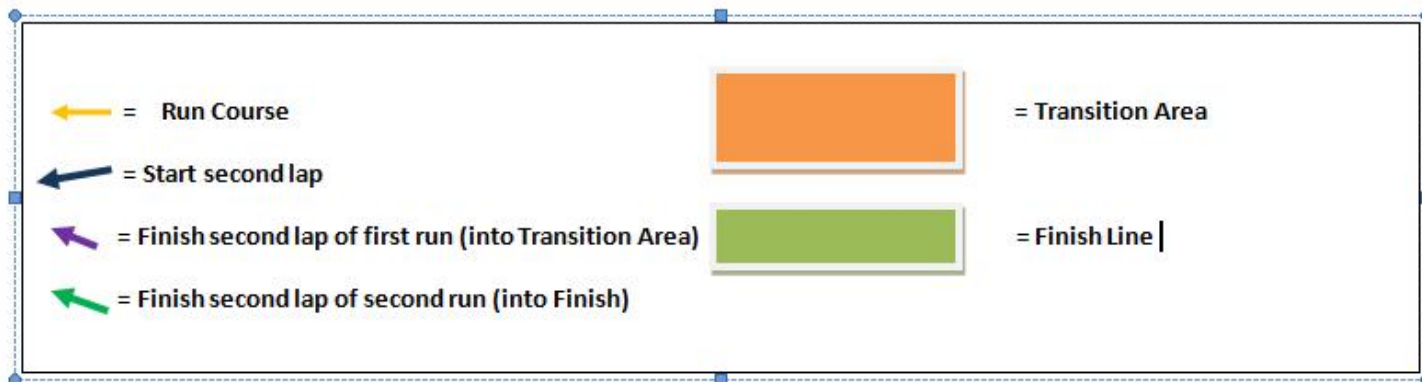 = Run Course
= Transition Area
= Start second lap
= Finish second lap of first run (into Transition Area)
= Finish Line
= Finish second lap of second run (into Finish)